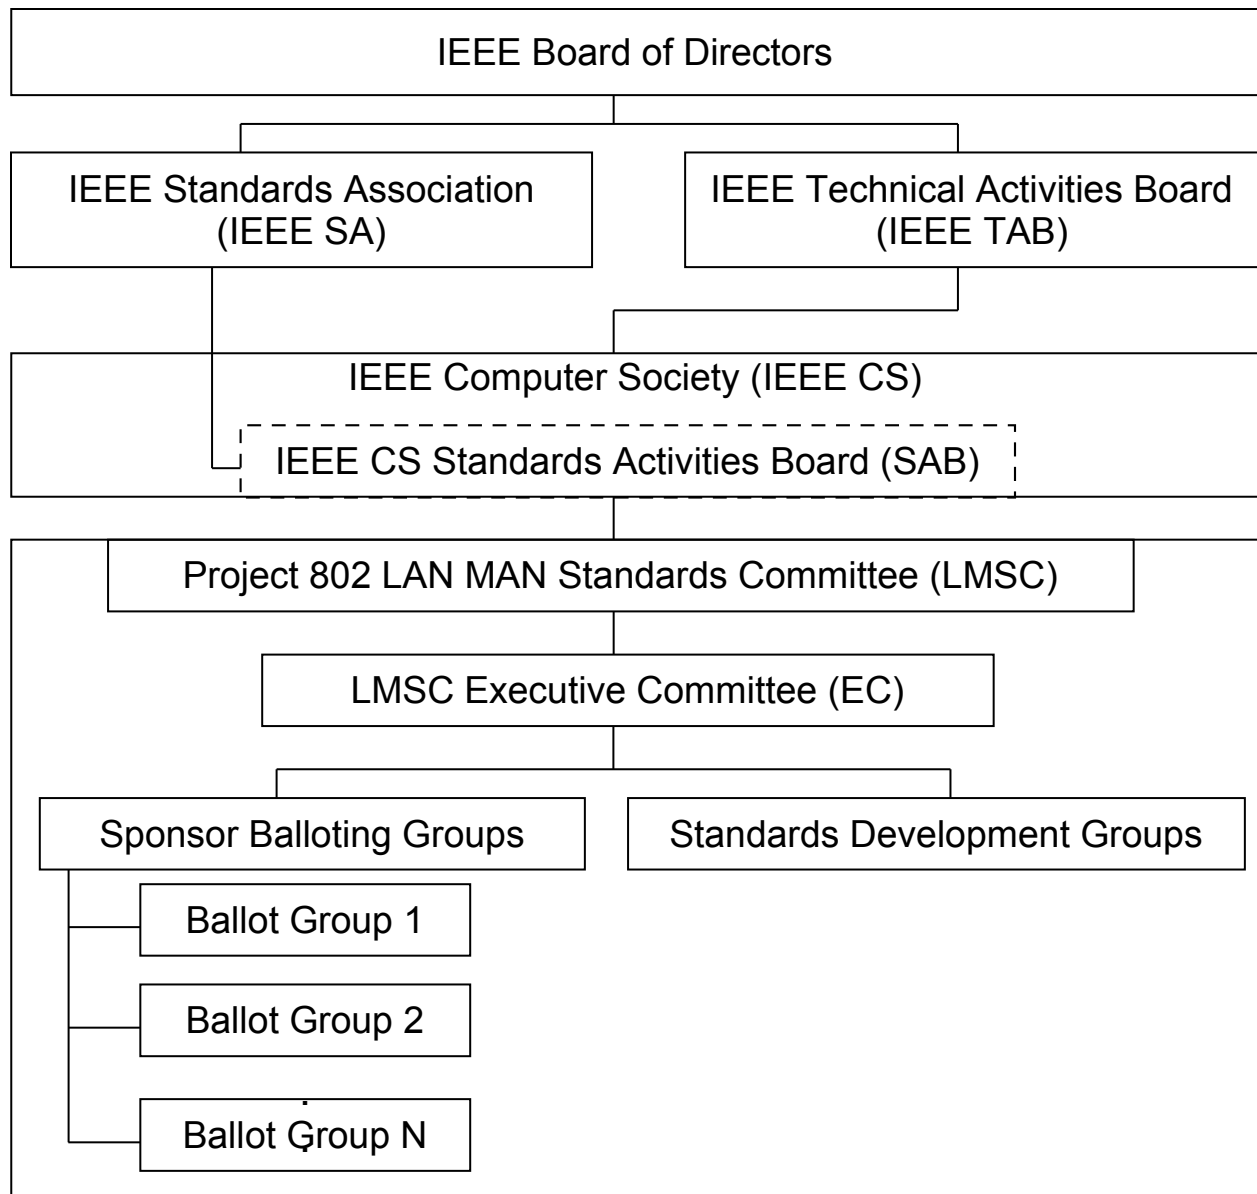 IEEE Board of Directors
IEEE Standards Association
(IEEE SA)
IEEE Technical Activities Board
(IEEE TAB)
IEEE Computer Society (IEEE CS)
IEEE CS Standards Activities Board (SAB)
Project 802 LAN MAN Standards Committee (LMSC)
LMSC Executive Committee (EC)
Sponsor Balloting Groups
Standards Development Groups
Ballot Group 1
Ballot Group 2
Ballot Group N